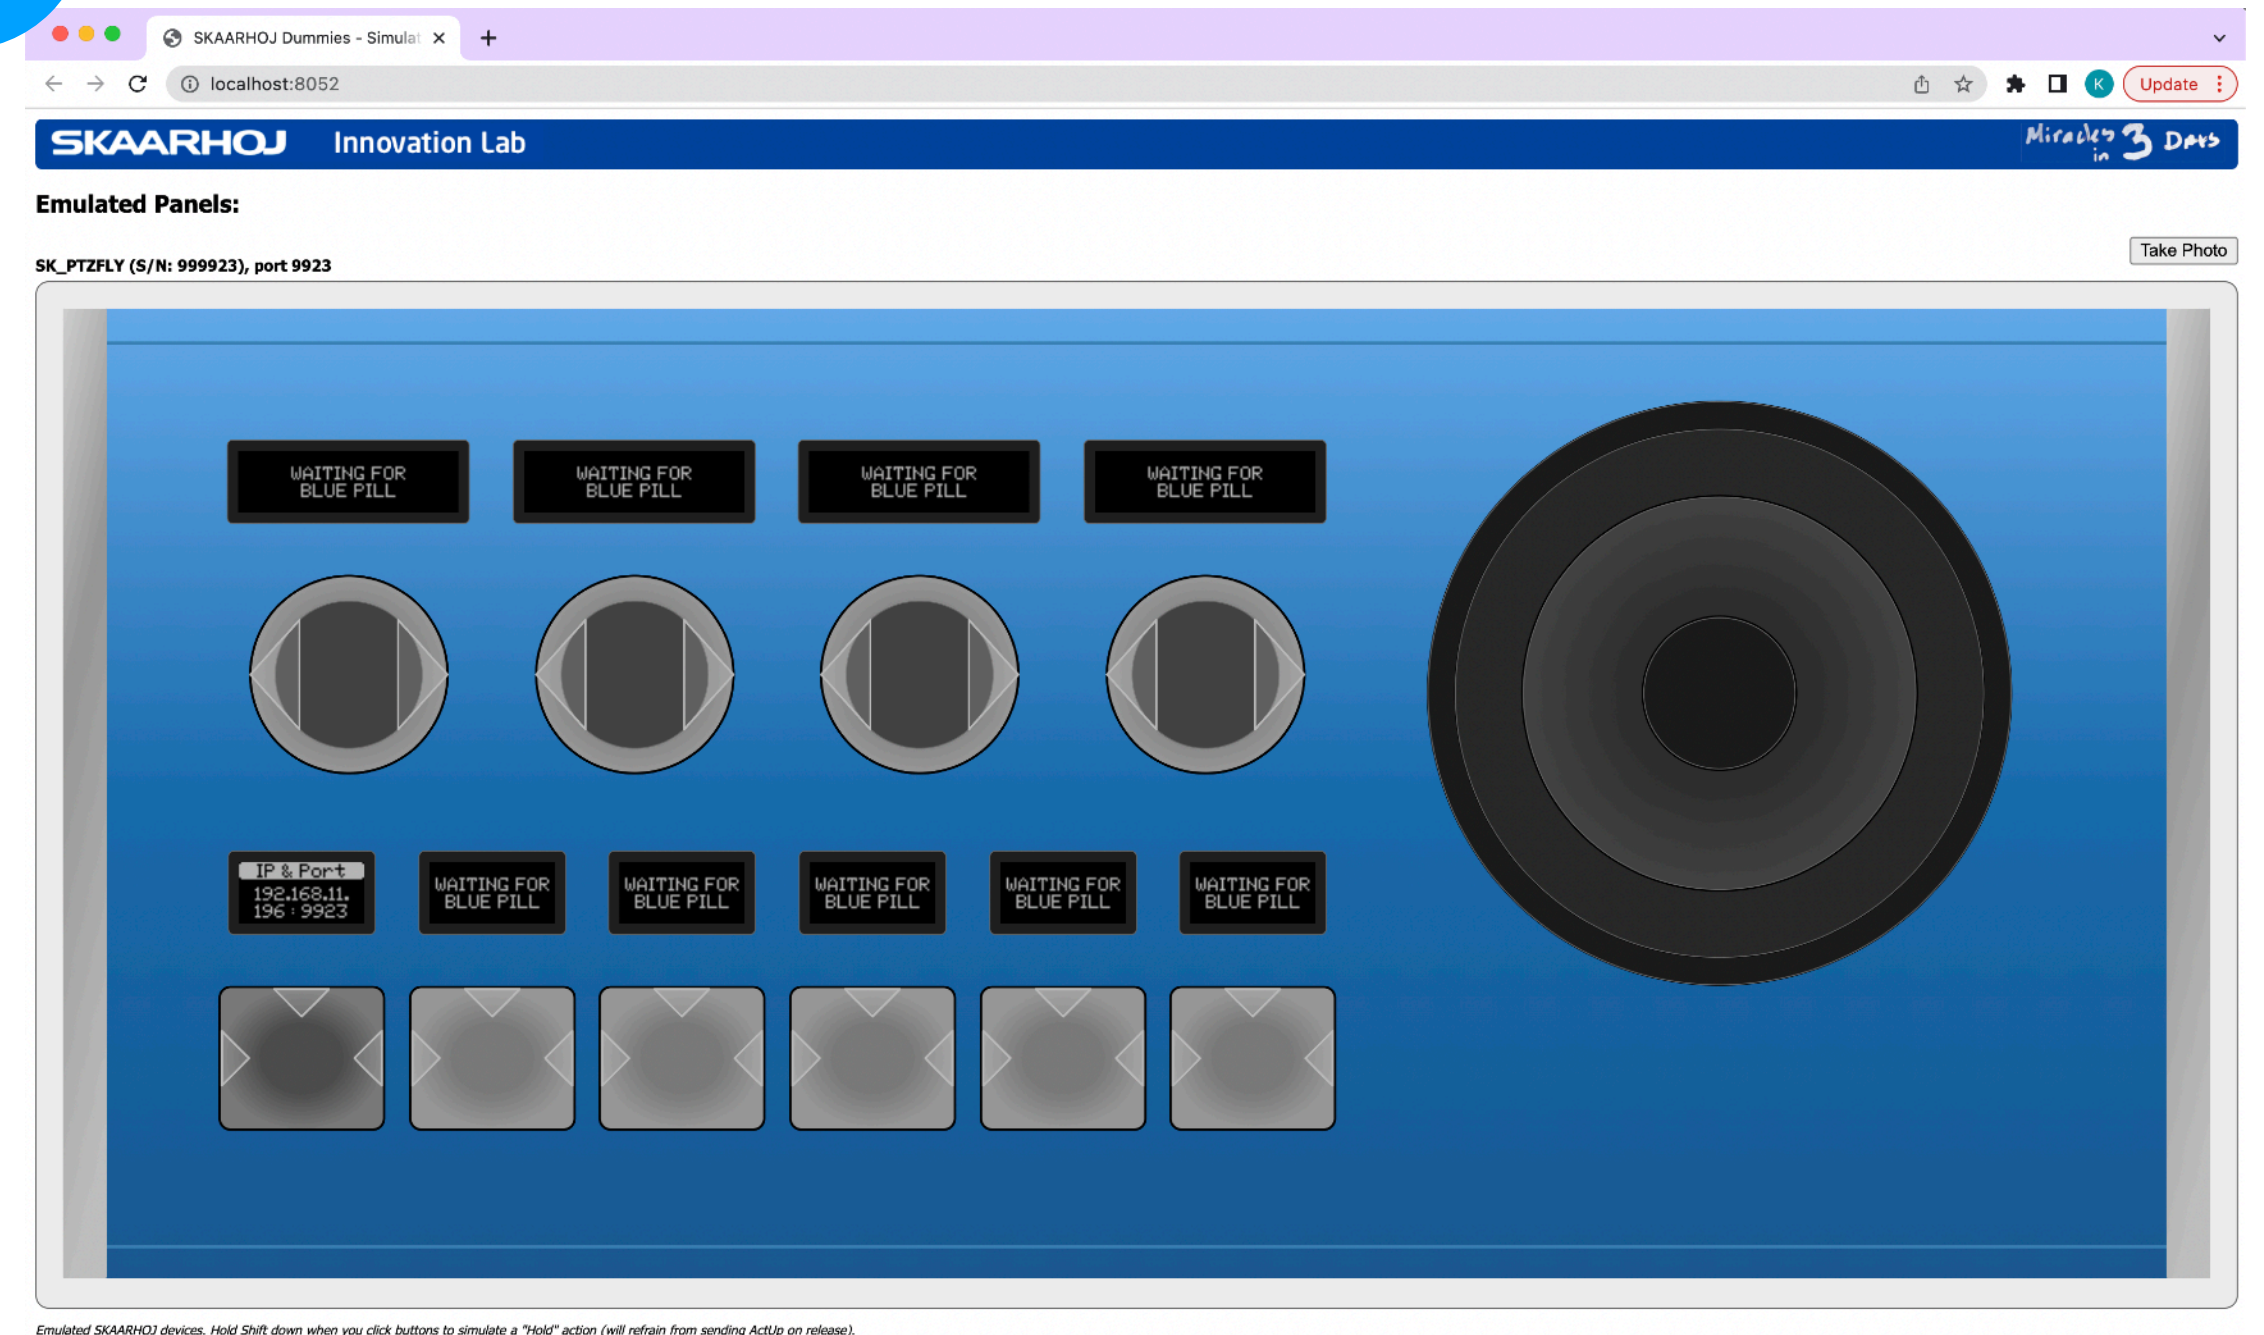 SKAARHOJ Dummies - Simulat
localhost:8052
K
Update
SKAARHOJ Innovation Lab
Miracles in 3 DAYS
Emulated Panels:
Take Photo
SK_PTZFLY (S/N: 999923), port 9923
WAITING FOR
BLUE PILL
WAITING FOR
BLUE PILL
WAITING FOR
BLUE PILL
WAITING FOR
BLUE PILL
IP & Port
192.168.11.
196 : 9923
WAITING FOR
BLUE PILL
WAITING FOR
BLUE PILL
WAITING FOR
BLUE PILL
WAITING FOR
BLUE PILL
WAITING FOR
BLUE PILL
Emulated SKAARHOJ devices. Hold Shift down when you click buttons to simulate a "Hold" action (will refrain from sending ActUp on release).